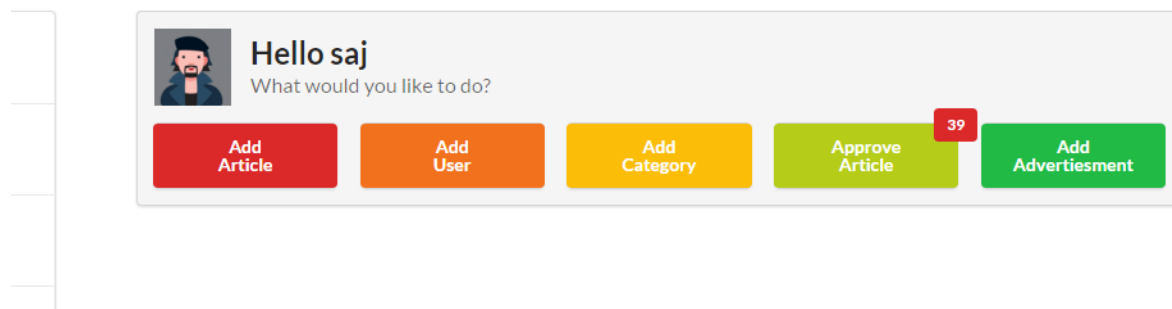 Hello saj
What would you like to do?
39
Add
Article
Add
User
Add
Category
Approve
Article
Add
Advertiesment